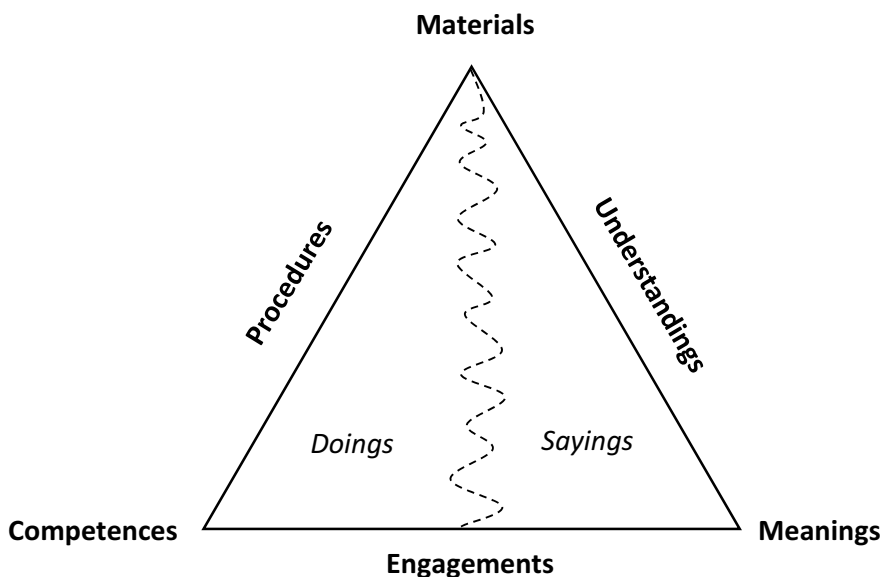 Materials
Procedures
Understandings
Doings
Sayings
Competences
Meanings
Engagements